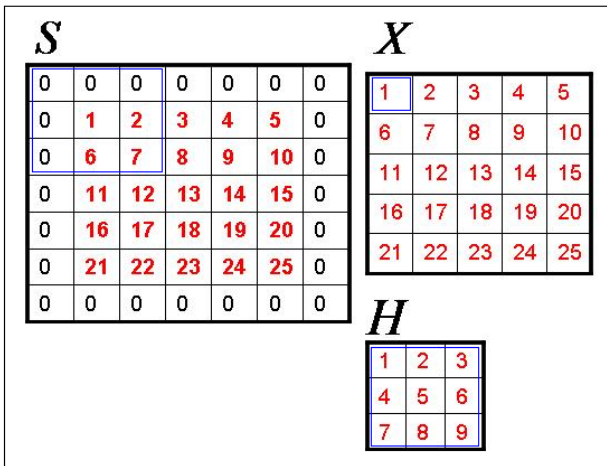 S
0 0 0 0 0 0 0
0 1 2 3 4 5 0
0 6 7 8 9 10 0
0 11 12 13 14 15 0
0 16 17 18 19 20 0
0 21 22 23 24 25 0
0 0 0 0 0 0 0
X
1 2 3 4 5
6 7 8 9 10
11 12 13 14 15
16 17 18 19 20
21 22 23 24 25
H
1 2 3
4 5 6
7 8 9